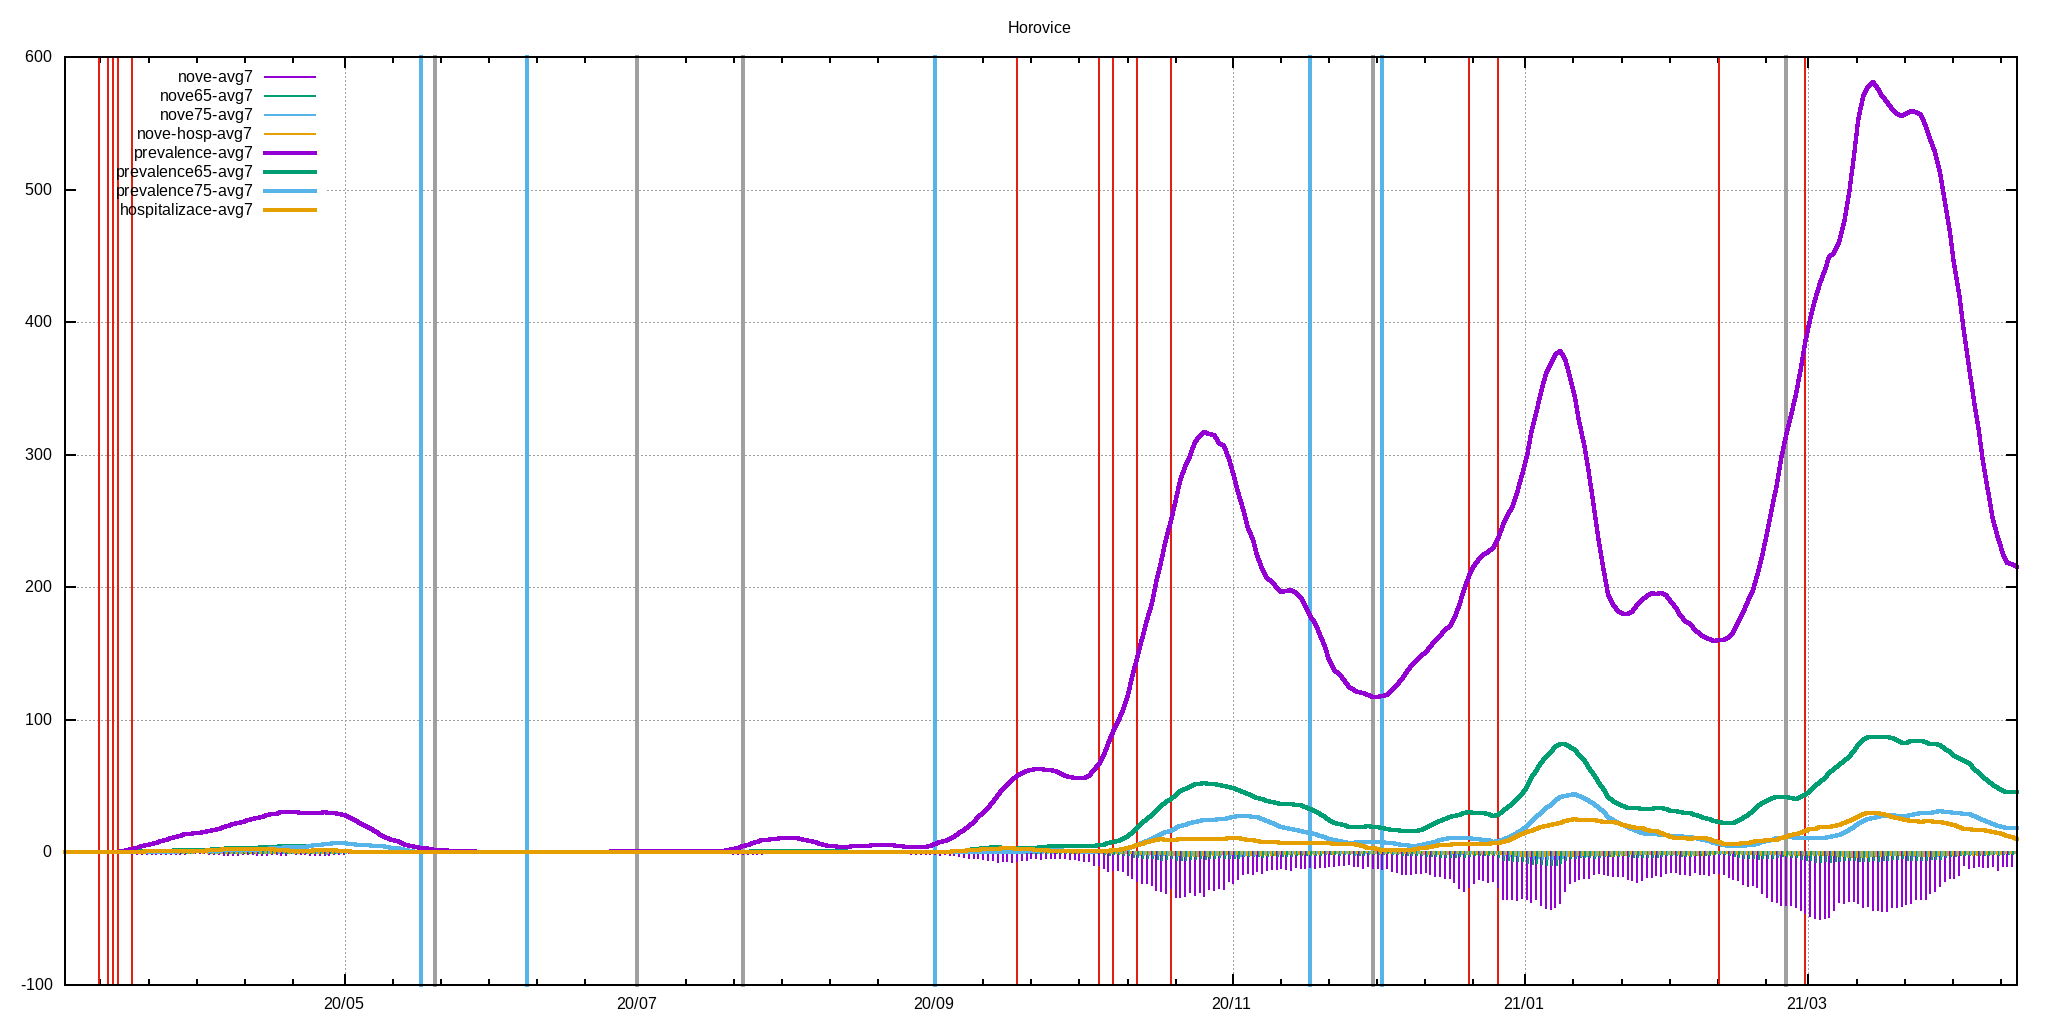 Horovice
600
500
400
300
200
100
0
-100
nove-avg7
nove65-avg7
nove75-avg7
nove-hosp-avg7
prevalence-avg7
prevalence65-avg7
prevalence75-avg7
hospitalizace-avg7
20/05 20/07 20/09 20/11 21/01 21/03